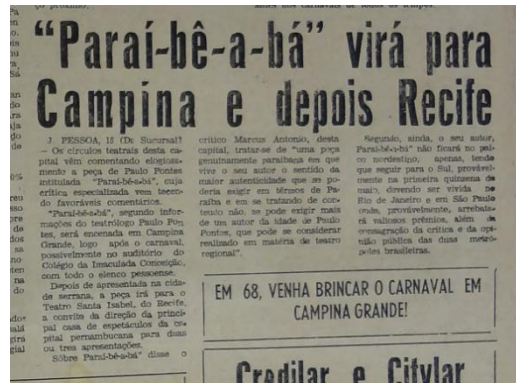 “Paraí-bê-a-bá” virá para
Campina e depois Recife
J. PESSOA, 12 (Da Sucursal)
— Os círculos teatrais desta ca-
pital vêm comentando elogiosa-
mente a peça de Paulo Pontes
intitulada "Paraí-bê-a-bá", cuja
crítica especializada vem tecen-
do favoráveis comentários.
"Paraí-bê-a-bá", segundo infor-
mações do teatrólogo Paulo Pon-
tes, será encenada em Campina
Grande, logo após o carnaval,
possivelmente no auditório do
Colégio da Imaculada Conceição,
com todo o elenco pessoense.
Depois de apresentada na cida-
de serrana, a peça irá para o
Teatro Santa Isabel, do Recife,
a convite da direção da princi-
pal casa de espetáculos da ca-
pital pernambucana para duas
ou três apresentações.
Sôbre Paraí-bê-a-bá" disse o
crítico Marcus Antonio, desta
capital, tratar-se de "uma peça
genuinamente paraibana em que
vive o seu autor o sentido da
maior autenticidade que se po-
deria exigir em têrmos de Pa-
raíba e em se tratando de con-
teúdo não, se pode exigir mais
de um autor da idade de Paulo
Pontes, que pode se considerar
realizado em matéria de teatro
regional".
Segundo, ainda, o seu autor,
Paraí-bê-a-bá" não ficará no pal-
co nordestino, apenas, tendo
que seguir para o Sul, provável-
mente na primeira quinzena de
maio, devendo ser vivida no
Rio de Janeiro e em São Paulo
onde, provàvelmente, arrebata-
rá valiosos prêmios, além da
consagração da crítica e da opi-
nião pública das duas metró-
poles brasileiras.
EM 68, VENHA BRINCAR O CARNAVAL EM
CAMPINA GRANDE!
Credilar e Citylar